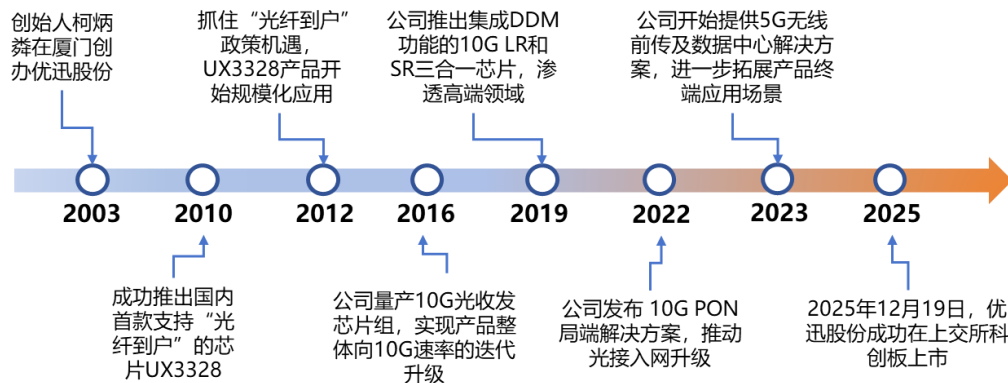 创始人柯炳
粦在厦门创
办优迅股份
抓住“光纤到户”
政策机遇，
UX3328产品开
始规模化应用
公司推出集成DDM
功能的10G LR和
SR三合一芯片，渗
透高端领域
公司开始提供5G无线
前传及数据中心解决方
案，进一步拓展产品终
端应用场景
2003
2010
2012
2016
2019
2022
2023
2025
成功推出国内
首款支持“光
纤到户”的芯
片UX3328
公司量产10G光收发
芯片组，实现产品整
体向10G速率的迭代
升级
公司发布 10G PON
局端解决方案，推动
光接入网升级
2025年12月19日，优
迅股份成功在上交所科
创板上市